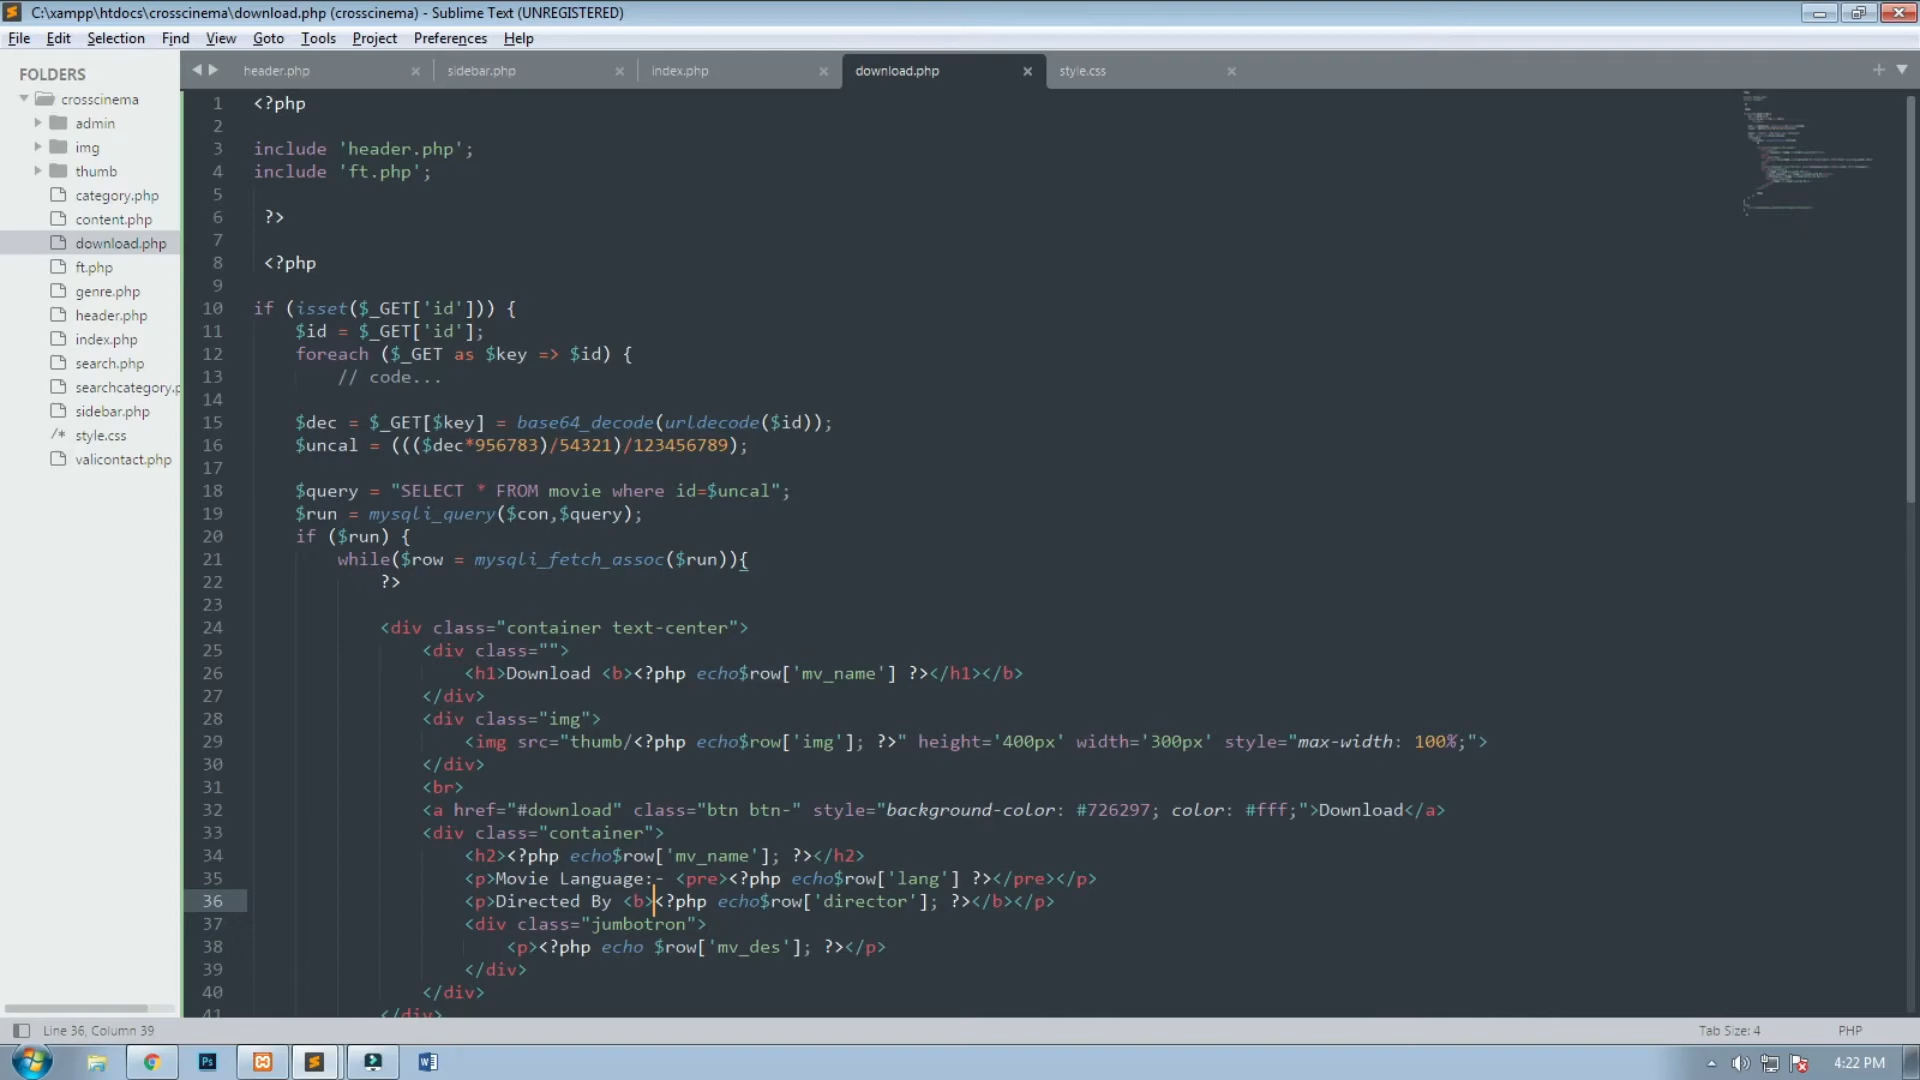 C:\xampp\htdocs\crosscinema\download.php (crosscinema) - Sublime Text (UNREGISTERED)
File Edit Selection Find View Goto Tools Project Preferences Help
FOLDERS
crosscinema
admin
img
thumb
category.php
content.php
download.php
ft.php
genre.php
header.php
index.php
search.php
searchcategory.p
sidebar.php
/* style.css
valicontact.php
header.php sidebar.php index.php download.php style.css
1 <?php
2
3 include 'header.php';
4 include 'ft.php';
5
6 ?>
7
8 <?php
9
10 if (isset($_GET['id'])) {
11 $id = $_GET['id'];
12 foreach ($_GET as $key => $id) {
13 // code...
14
15 $dec = $_GET[$key] = base64_decode(urldecode($id));
16 $uncal = ((($dec*956783)/54321)/123456789);
17
18 $query = "SELECT * FROM movie where id=$uncal";
19 $run = mysqli_query($con,$query);
20 if ($run) {
21 while($row = mysqli_fetch_assoc($run)){
22 ?>
23
24 <div class="container text-center">
25 <div class="">
26 <h1>Download <b><?php echo$row['mv_name'] ?></h1></b>
27 </div>
28 <div class="img">
29 <img src="thumb/<?php echo$row['img']; ?>" height='400px' width='300px' style="max-width: 100%;">
30 </div>
31 <br>
32 <a href="#download" class="btn btn-" style="background-color: #726297; color: #fff;">Download</a>
33 <div class="container">
34 <h2><?php echo$row['mv_name']; ?></h2>
35 <p>Movie Language:- <pre><?php echo$row['lang'] ?></pre></p>
36 <p>Directed By <b><?php echo$row['director']; ?></b></p>
37 <div class="jumbotron">
38 <p><?php echo $row['mv_des']; ?></p>
39 </div>
40 </div>
41 </div>
Line 36, Column 39
Tab Size: 4
PHP
Ps
4:22 PM